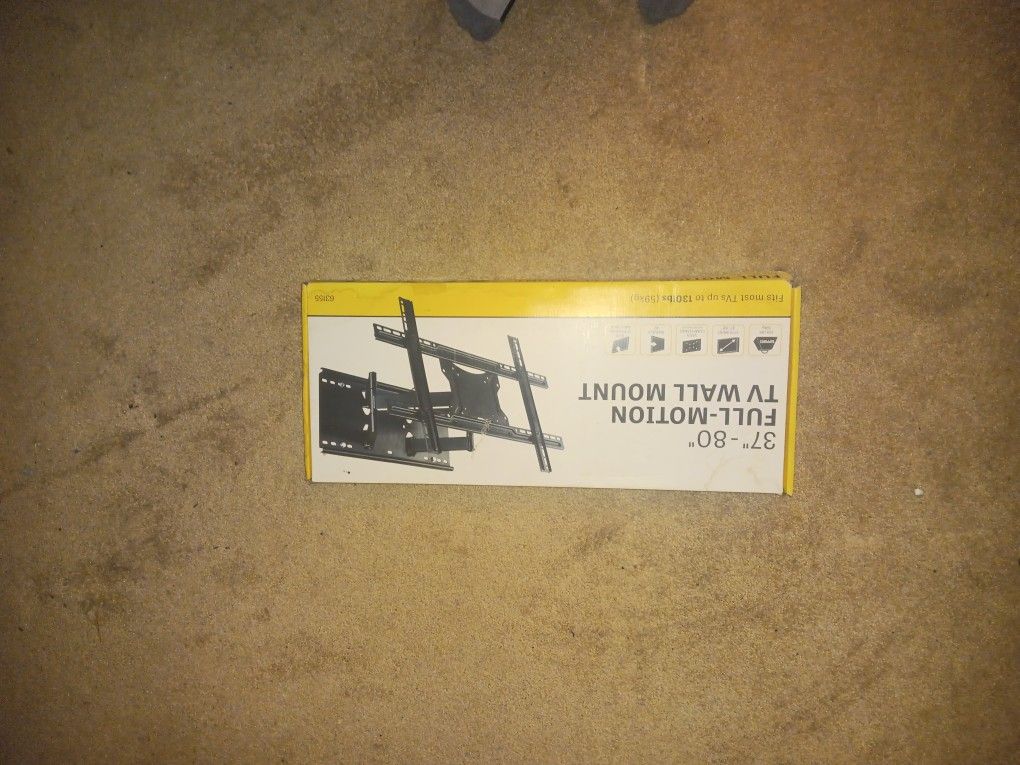 37"-80"
FULL-MOTION
TV WALL MOUNT
Fits most TVs up to 130lbs (59kg)
63155